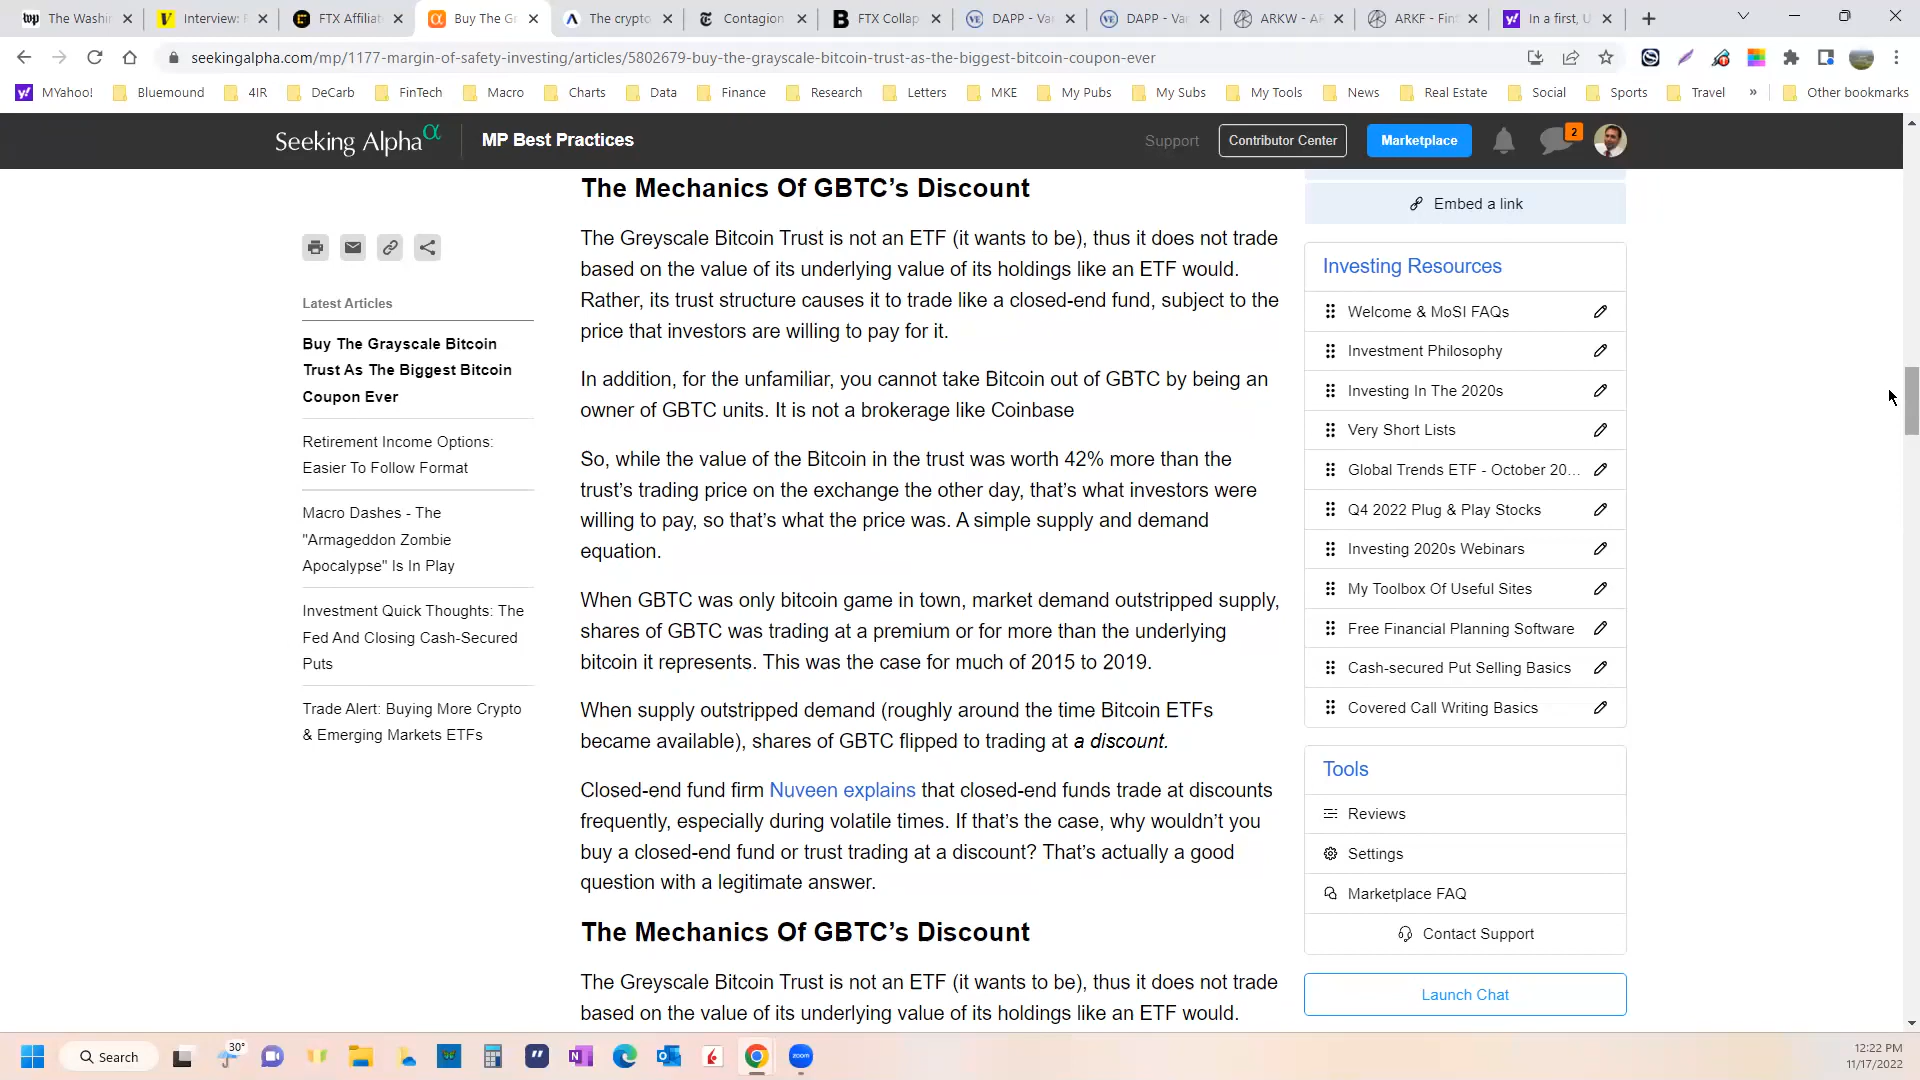 The Washin
Interview: F
FTX Affiliat
Buy The Gr
The crypto
Contagion
FTX Collap
DAPP - Var
DAPP - Var
ARKW - AR
ARKF - Fint
In a first, U
seekingalpha.com/mp/1177-margin-of-safety-investing/articles/5802679-buy-the-grayscale-bitcoin-trust-as-the-biggest-bitcoin-coupon-ever
MYahoo! Bluemound 4IR DeCarb FinTech Macro Charts Data Finance Research Letters MKE My Pubs My Subs My Tools News Real Estate Social Sports Travel » Other bookmarks
Seeking Alpha α MP Best Practices Support Contributor Center Marketplace 2
Latest Articles
Buy The Grayscale Bitcoin
Trust As The Biggest Bitcoin
Coupon Ever
Retirement Income Options:
Easier To Follow Format
Macro Dashes - The
"Armageddon Zombie
Apocalypse" Is In Play
Investment Quick Thoughts: The
Fed And Closing Cash-Secured
Puts
Trade Alert: Buying More Crypto
& Emerging Markets ETFs
The Mechanics Of GBTC’s Discount
The Greyscale Bitcoin Trust is not an ETF (it wants to be), thus it does not trade
based on the value of its underlying value of its holdings like an ETF would.
Rather, its trust structure causes it to trade like a closed-end fund, subject to the
price that investors are willing to pay for it.
In addition, for the unfamiliar, you cannot take Bitcoin out of GBTC by being an
owner of GBTC units. It is not a brokerage like Coinbase
So, while the value of the Bitcoin in the trust was worth 42% more than the
trust’s trading price on the exchange the other day, that’s what investors were
willing to pay, so that’s what the price was. A simple supply and demand
equation.
When GBTC was only bitcoin game in town, market demand outstripped supply,
shares of GBTC was trading at a premium or for more than the underlying
bitcoin it represents. This was the case for much of 2015 to 2019.
When supply outstripped demand (roughly around the time Bitcoin ETFs
became available), shares of GBTC flipped to trading at a discount.
Closed-end fund firm Nuveen explains that closed-end funds trade at discounts
frequently, especially during volatile times. If that’s the case, why wouldn’t you
buy a closed-end fund or trust trading at a discount? That’s actually a good
question with a legitimate answer.
The Mechanics Of GBTC’s Discount
The Greyscale Bitcoin Trust is not an ETF (it wants to be), thus it does not trade
based on the value of its underlying value of its holdings like an ETF would.
Embed a link
Investing Resources
Welcome & MoSI FAQs
Investment Philosophy
Investing In The 2020s
Very Short Lists
Global Trends ETF - October 20...
Q4 2022 Plug & Play Stocks
Investing 2020s Webinars
My Toolbox Of Useful Sites
Free Financial Planning Software
Cash-secured Put Selling Basics
Covered Call Writing Basics
Tools
Reviews
Settings
Marketplace FAQ
Contact Support
Launch Chat
Search
30°
zoom
12:22 PM
11/17/2022